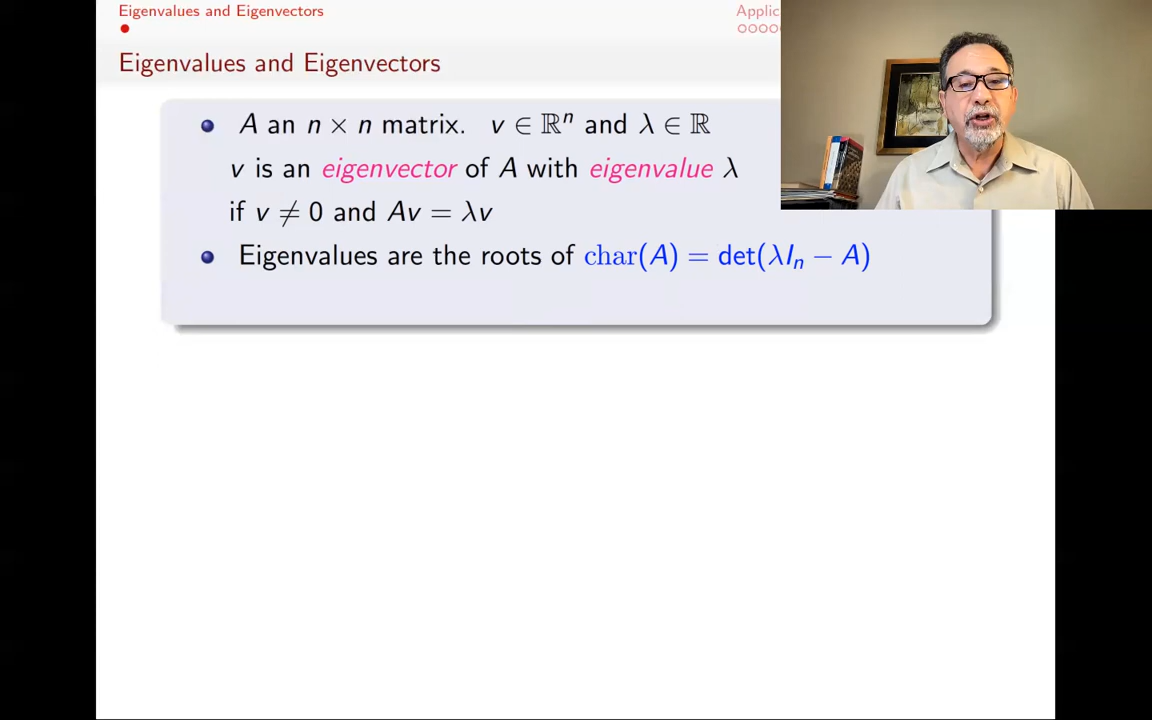 Eigenvalues and Eigenvectors
Applic
Eigenvalues and Eigenvectors
A an n × n matrix. v ∈ ℝⁿ and λ ∈ ℝ
v is an eigenvector of A with eigenvalue λ
if v ≠ 0 and Av = λv
Eigenvalues are the roots of char(A) = det(λIₙ − A)